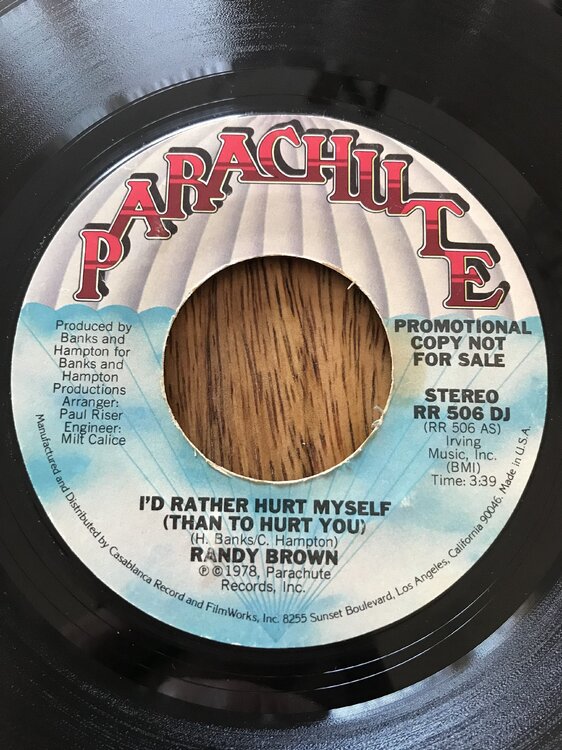 PARACHUTE
Produced by
Banks and
Hampton for
Banks and
Hampton
Productions
Arranger:
Paul Riser
Engineer:
Milt Calice
PROMOTIONAL
COPY NOT
FOR SALE
STEREO
RR 506 DJ
(RR 506 AS)
Irving
Music, Inc.
(BMI)
Time: 3:39
I'D RATHER HURT MYSELF
(THAN TO HURT YOU)
(H. Banks/C. Hampton)
RANDY BROWN
℗©1978, Parachute
Records, Inc.
Manufactured and Distributed by Casablanca Record and FilmWorks, Inc. 8255 Sunset Boulevard, Los Angeles, California 90046. Made in U.S.A.